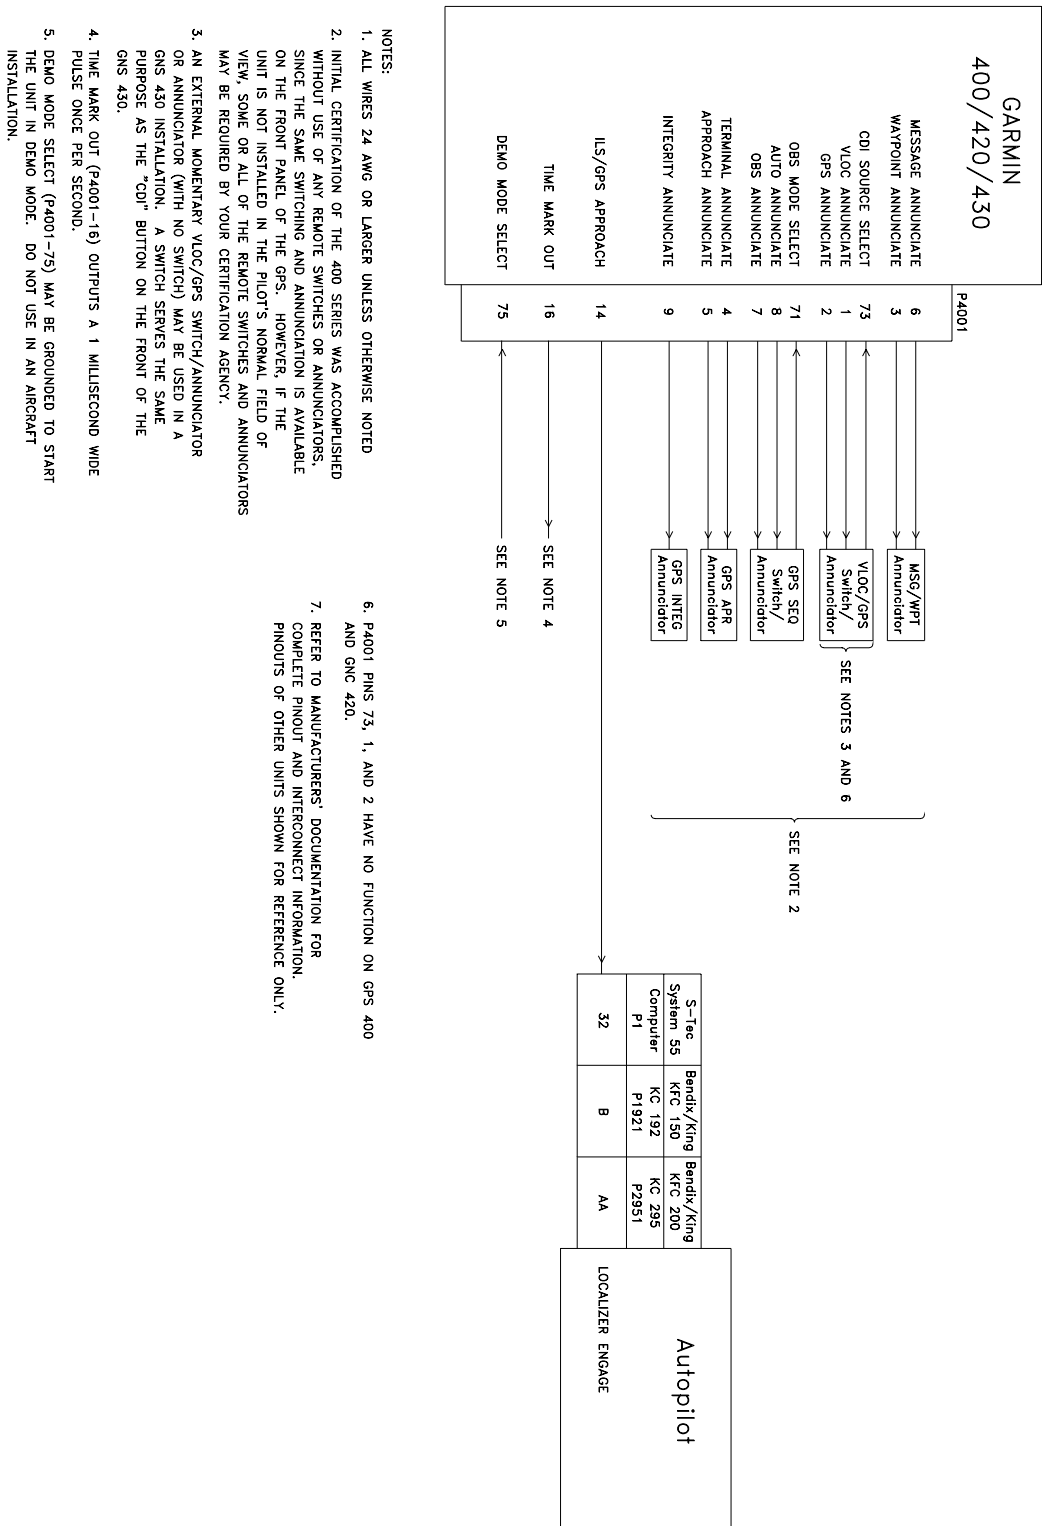 GARMIN
400/420/430
P4001
MESSAGE ANNUNCIATE 6
WAYPOINT ANNUNCIATE 3
CDI SOURCE SELECT 73
VLOC ANNUNCIATE 1
GPS ANNUNCIATE 2
OBS MODE SELECT 71
AUTO ANNUNCIATE 8
OBS ANNUNCIATE 7
TERMINAL ANNUNCIATE 4
APPROACH ANNUNCIATE 5
INTEGRITY ANNUNCIATE 9
ILS/GPS APPROACH 14
TIME MARK OUT 16
DEMO MODE SELECT 75
MSG/WPT
Annunciator
VLOC/GPS
Switch/
Annunciator
SEE NOTES 3 AND 6
GPS SEQ
Switch/
Annunciator
GPS APR
Annunciator
GPS INTEG
Annunciator
SEE NOTE 2
SEE NOTE 4
SEE NOTE 5
S-Tec
System 55
Computer
P1
32
Bendix/King
KFC 150
KC 192
P1921
B
Bendix/King
KFC 200
KC 295
P2951
AA
Autopilot
LOCALIZER ENGAGE
NOTES:
1. ALL WIRES 24 AWG OR LARGER UNLESS OTHERWISE NOTED
2. INITIAL CERTIFICATION OF THE 400 SERIES WAS ACCOMPLISHED
WITHOUT USE OF ANY REMOTE SWITCHES OR ANNUNCIATORS,
SINCE THE SAME SWITCHING AND ANNUNCIATION IS AVAILABLE
ON THE FRONT PANEL OF THE GPS. HOWEVER, IF THE
UNIT IS NOT INSTALLED IN THE PILOT'S NORMAL FIELD OF
VIEW, SOME OR ALL OF THE REMOTE SWITCHES AND ANNUNCIATORS
MAY BE REQUIRED BY YOUR CERTIFICATION AGENCY.
3. AN EXTERNAL MOMENTARY VLOC/GPS SWITCH/ANNUNCIATOR
OR ANNUNCIATOR (WITH NO SWITCH) MAY BE USED IN A
GNS 430 INSTALLATION. A SWITCH SERVES THE SAME
PURPOSE AS THE "CDI" BUTTON ON THE FRONT OF THE
GNS 430.
4. TIME MARK OUT (P4001-16) OUTPUTS A 1 MILLISECOND WIDE
PULSE ONCE PER SECOND.
5. DEMO MODE SELECT (P4001-75) MAY BE GROUNDED TO START
THE UNIT IN DEMO MODE. DO NOT USE IN AN AIRCRAFT
INSTALLATION.
6. P4001 PINS 73, 1, AND 2 HAVE NO FUNCTION ON GPS 400
AND GNC 420.
7. REFER TO MANUFACTURERS' DOCUMENTATION FOR
COMPLETE PINOUT AND INTERCONNECT INFORMATION.
PINOUTS OF OTHER UNITS SHOWN FOR REFERENCE ONLY.